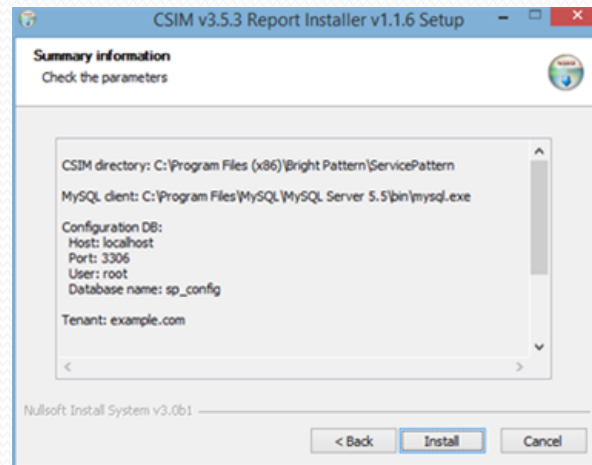 CSIM v3.5.3 Report Installer v1.1.6 Setup
Summary information
Check the parameters
CSIM directory: C:\Program Files (x86)\Bright Pattern\ServicePattern
MySQL client: C:\Program Files\MySQL\MySQL Server 5.5\bin\mysql.exe
Configuration DB:
Host: localhost
Port: 3306
User: root
Database name: sp_config
Tenant: example.com
Nullsoft Install System v3.0b1
< Back
Install
Cancel